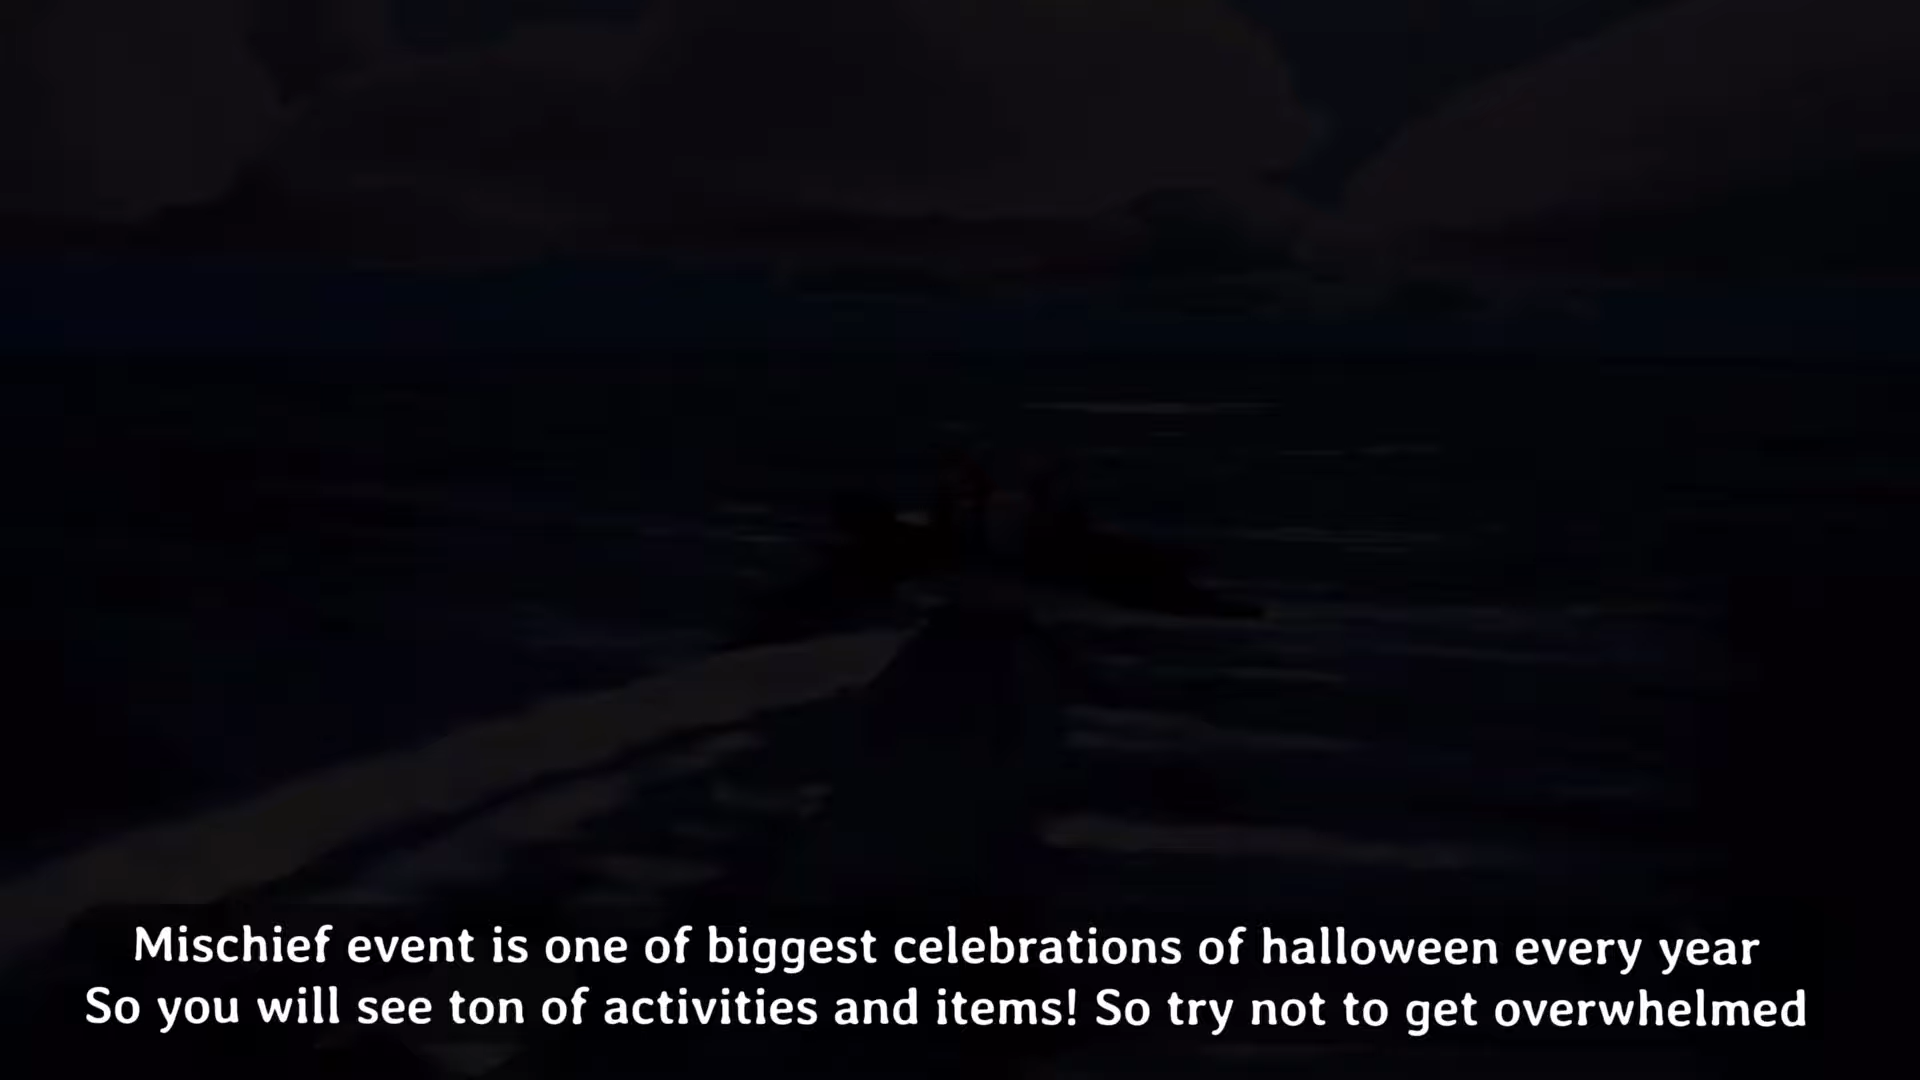 Mischief event is one of biggest celebrations of halloween every year
So you will see ton of activities and items! So try not to get overwhelmed